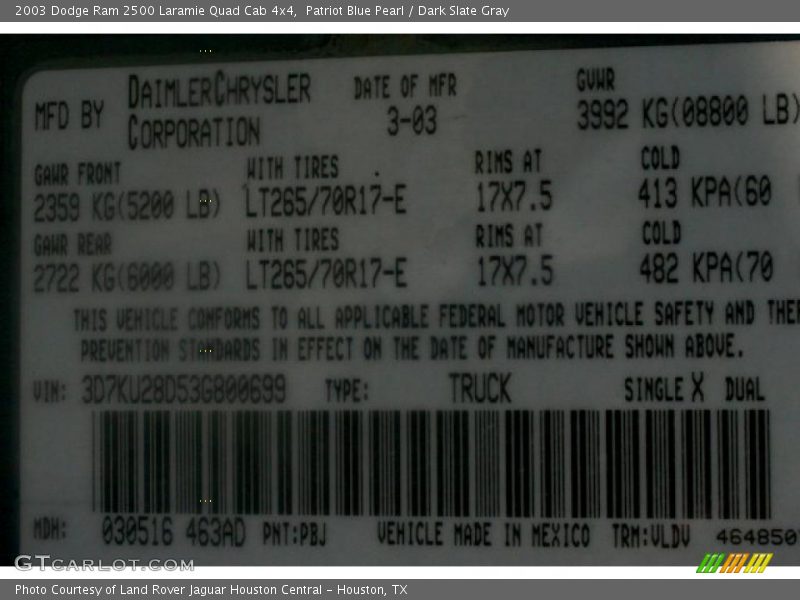 2003 Dodge Ram 2500 Laramie Quad Cab 4x4, Patriot Blue Pearl / Dark Slate Gray
MFD BY DAIMLERCHRYSLER CORPORATION DATE OF MFR 3-03 GVWR 3992 KG(08800 LB)
GAWR FRONT WITH TIRES RIMS AT COLD
2359 KG(5200 LB) LT265/70R17-E 17X7.5 413 KPA(60
GAWR REAR WITH TIRES RIMS AT COLD
2722 KG(6000 LB) LT265/70R17-E 17X7.5 482 KPA(70
THIS VEHICLE CONFORMS TO ALL APPLICABLE FEDERAL MOTOR VEHICLE SAFETY AND THE
PREVENTION STANDARDS IN EFFECT ON THE DATE OF MANUFACTURE SHOWN ABOVE.
VIN: 3D7KU28D53G800699 TYPE: TRUCK SINGLE X DUAL
MDH: 030516 463AD PNT:PBJ VEHICLE MADE IN MEXICO TRM:VLDV 464850
GTcarlot.com
Photo Courtesy of Land Rover Jaguar Houston Central - Houston, TX